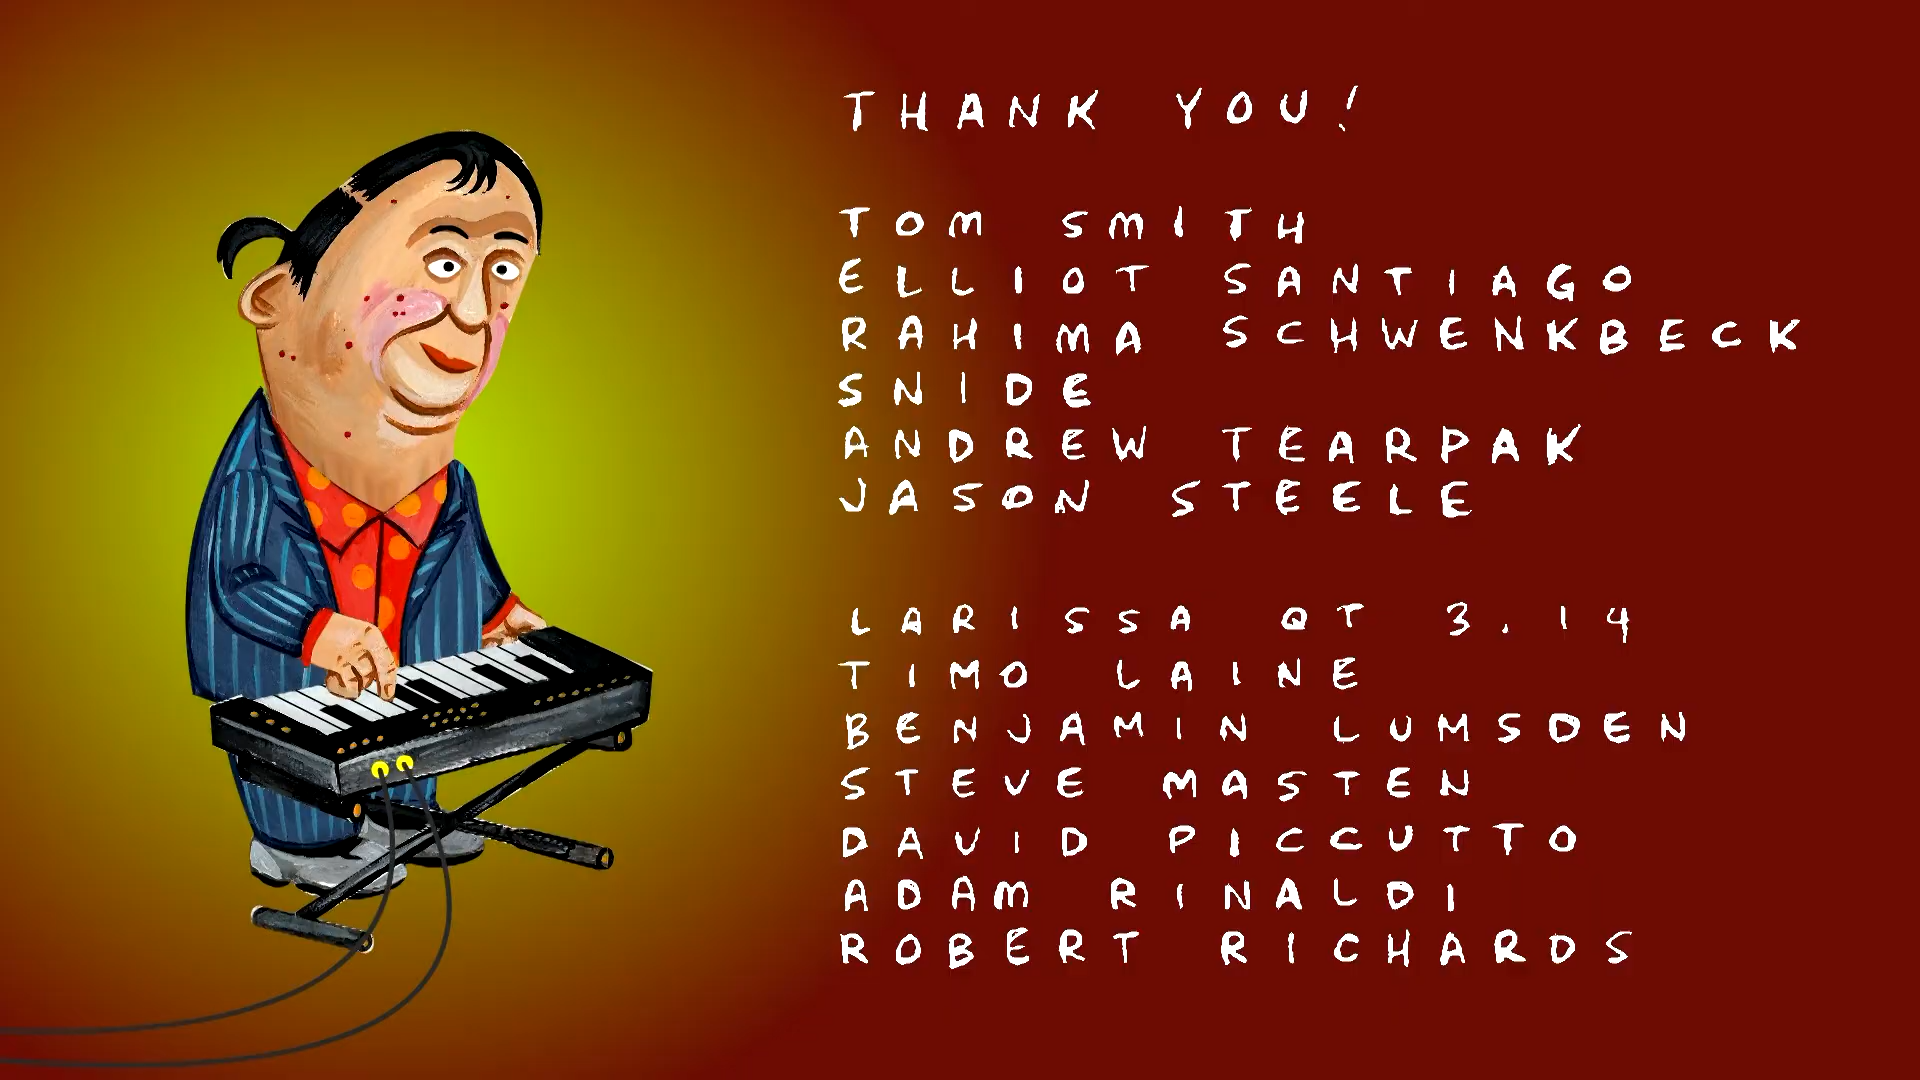 THANK YOU!
TOM SMITH
ELLIOT SANTIAGO
RAHIMA SCHWENKBECK
SNIDE
ANDREW TEARPAK
JASON STEELE
LARISSA QT 3.14
TIMO LAINE
BENJAMIN LUMSDEN
STEVE MASTEN
DAVID PICCUTTO
ADAM RINALDI
ROBERT RICHARDS